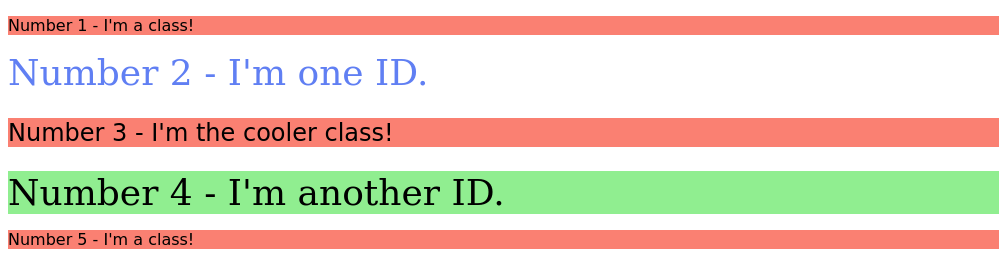 Number 1 - I'm a class!
Number 2 - I'm one ID.
Number 3 - I'm the cooler class!
Number 4 - I'm another ID.
Number 5 - I'm a class!